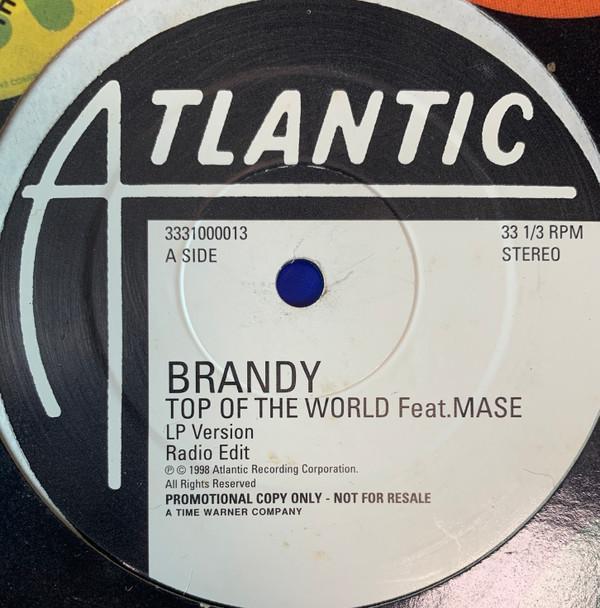 ATLANTIC
3331000013
33 1/3 RPM
A SIDE
STEREO
BRANDY
TOP OF THE WORLD Feat.MASE
LP Version
Radio Edit
℗ © 1998 Atlantic Recording Corporation.
All Rights Reserved
PROMOTIONAL COPY ONLY - NOT FOR RESALE
A TIME WARNER COMPANY